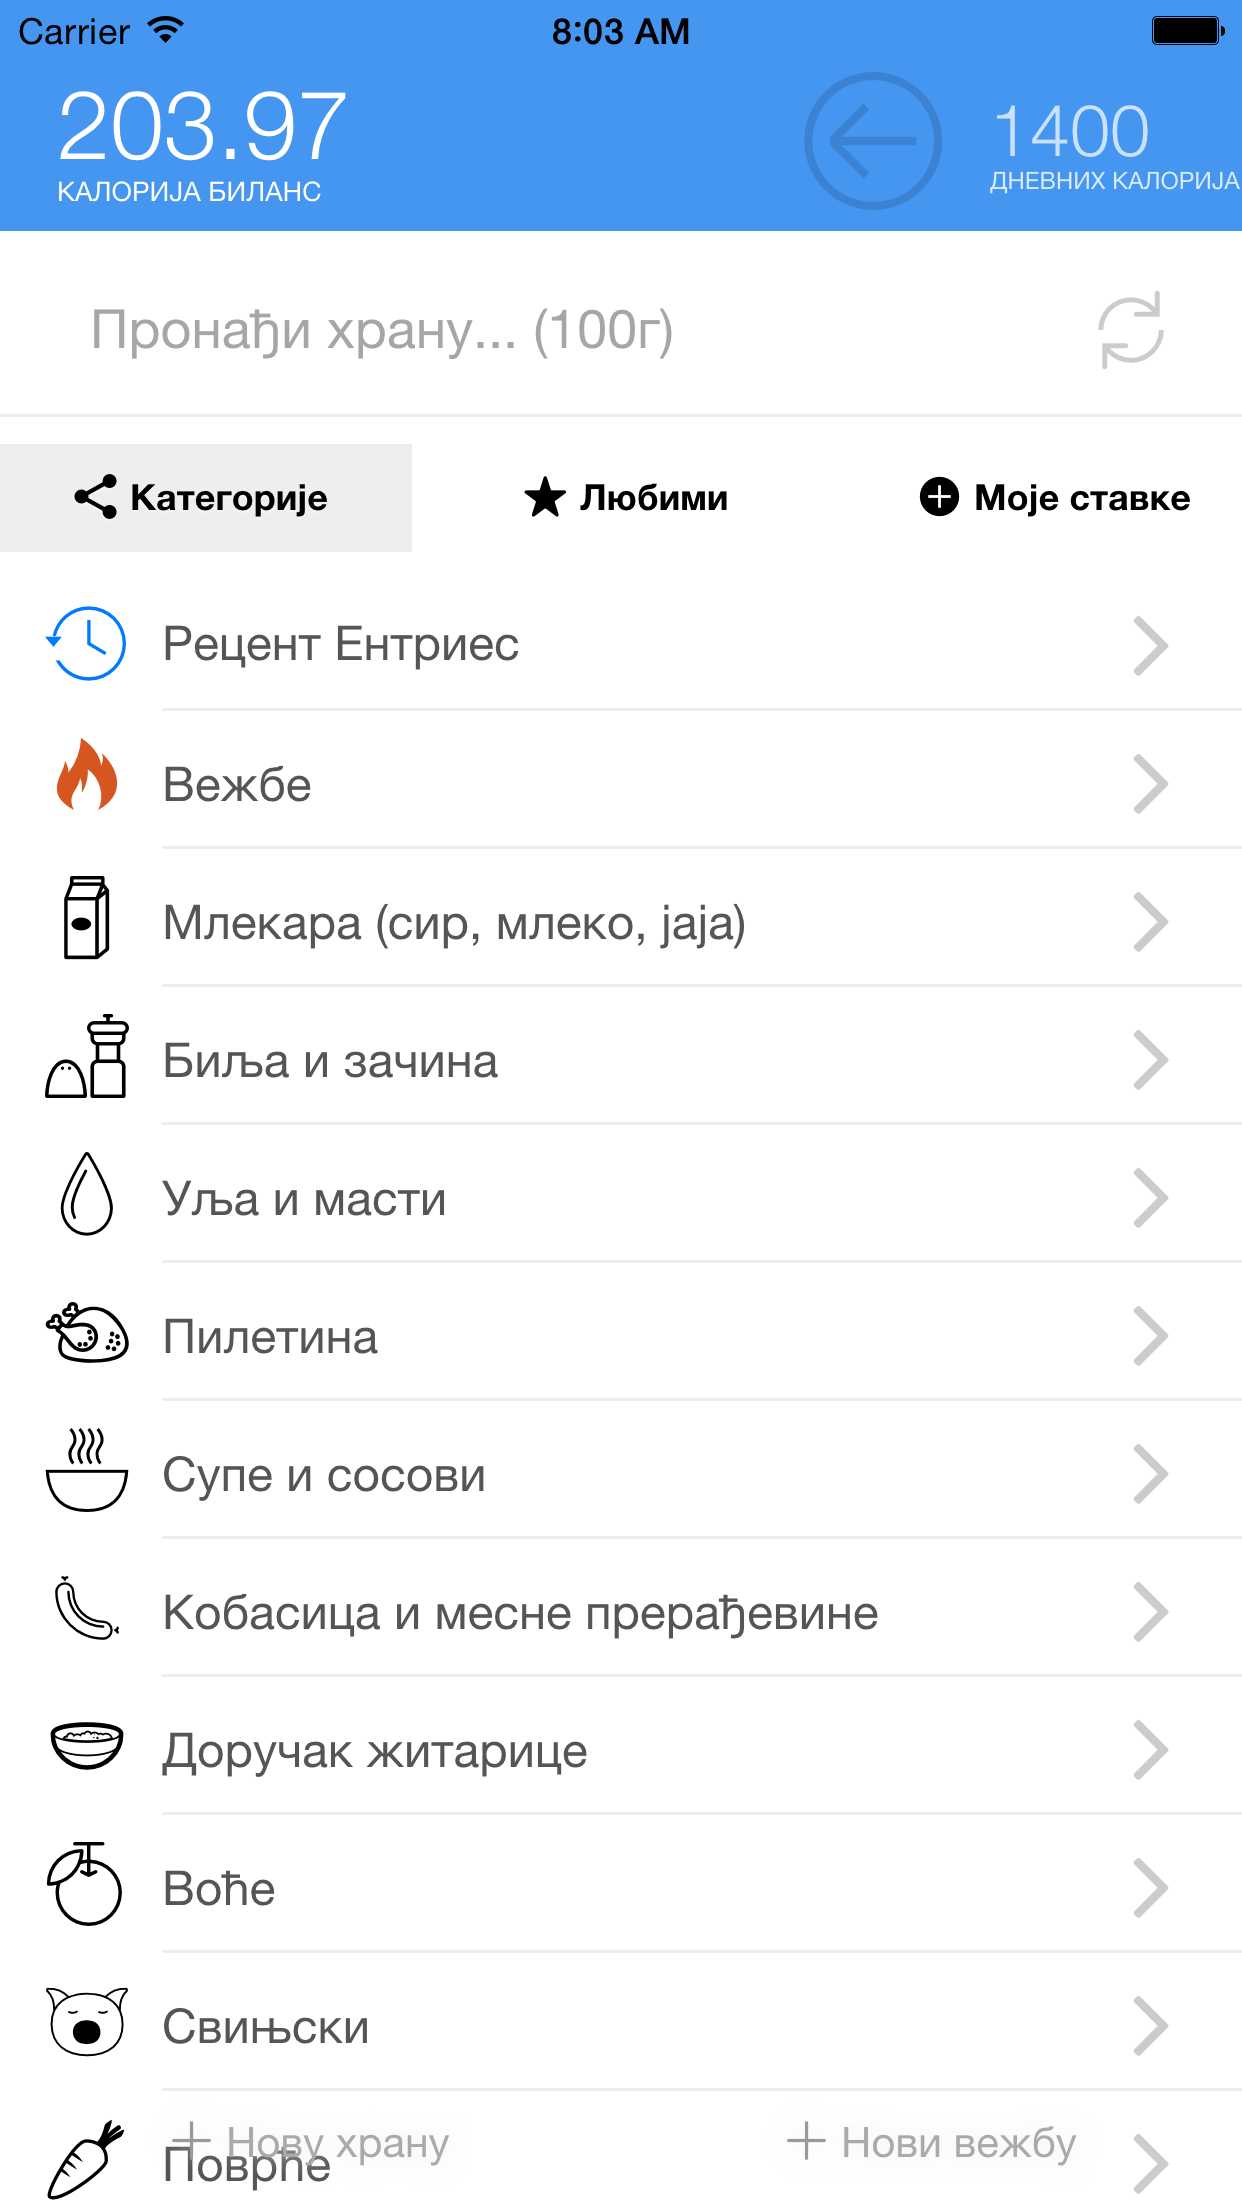 Carrier 8:03 AM
203.97
КАЛОРИЈА БИЛАНС
1400
ДНЕВНИХ КАЛОРИЈА
Пронађи храну... (100г)
Категорије
Љубими
Моје ставке
Рецент Ентриес
Вежбе
Млекара (сир, млеко, јаја)
Биља и зачина
Уља и масти
Пилетина
Супе и сосови
Кобасица и месне прерађевине
Доручак житарице
Воће
Свињски
Нову храну
Нови вежбу
Поврће